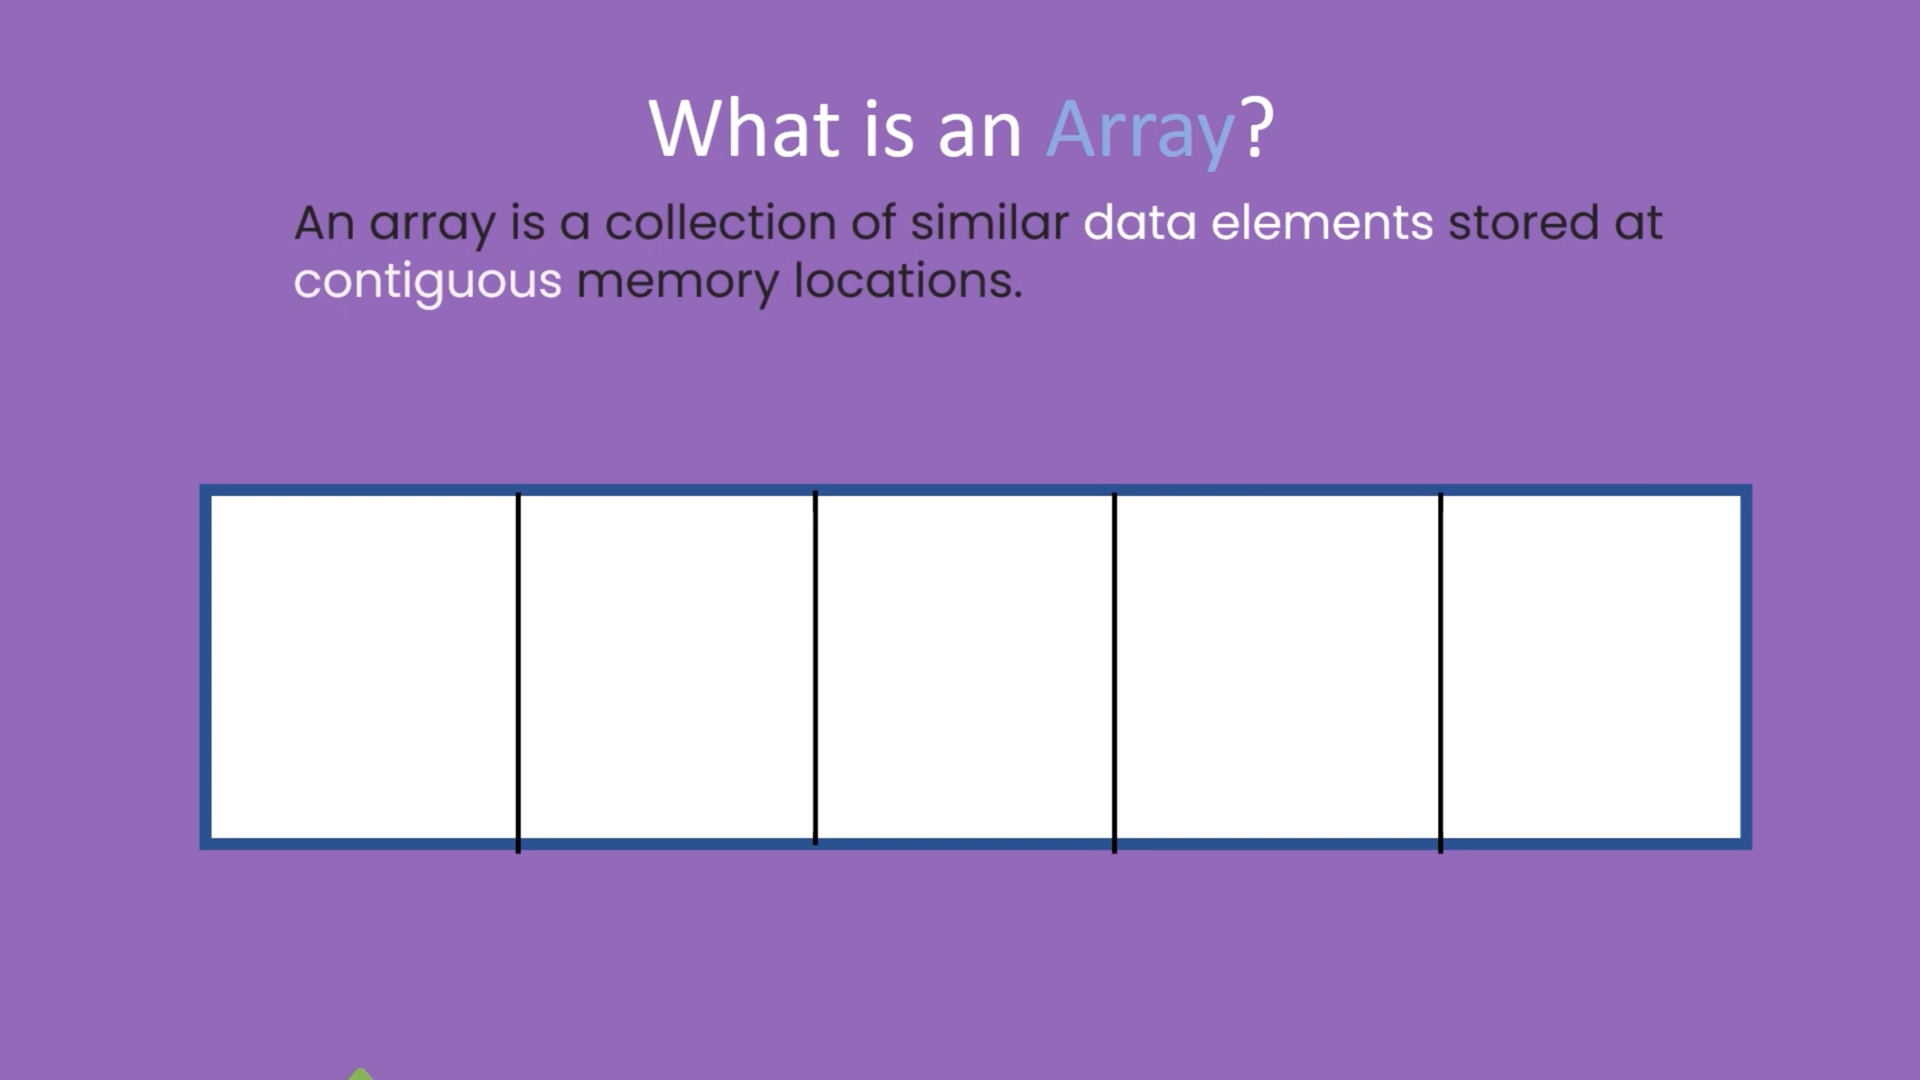 What is an Array?
An array is a collection of similar data elements stored at
contiguous memory locations.